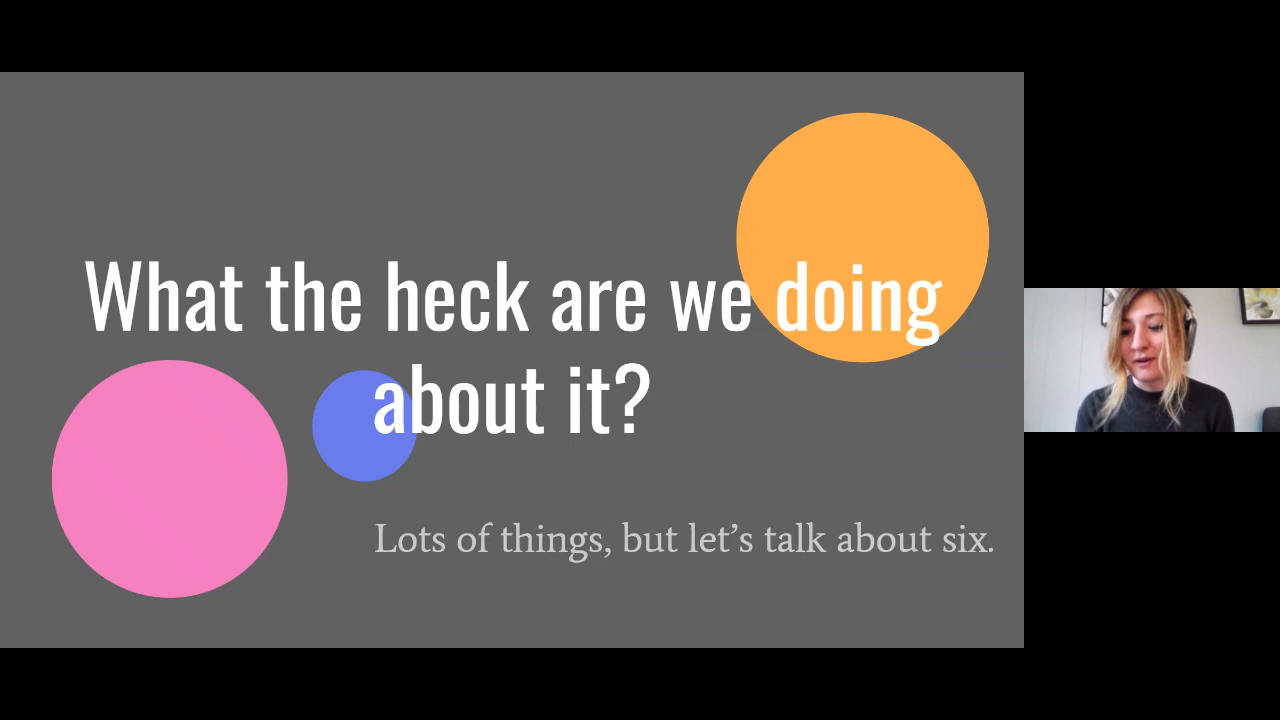 What the heck are we doing
about it?
Lots of things, but let’s talk about six.